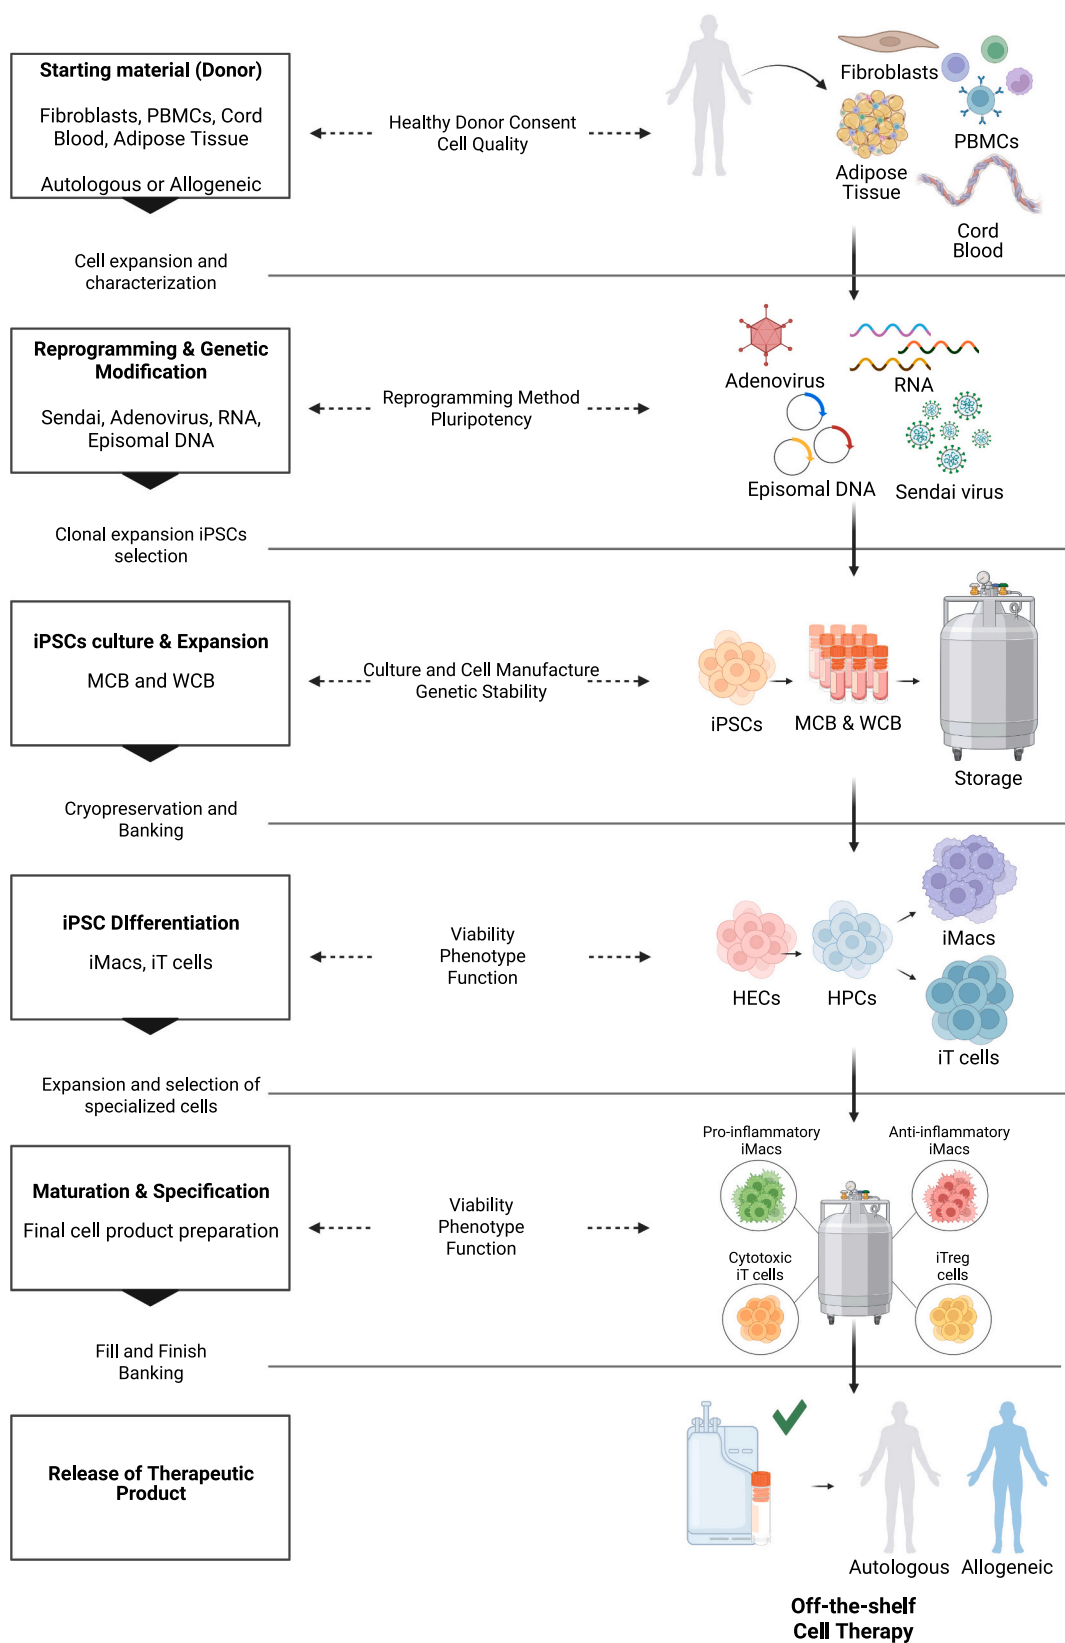 Starting material (Donor)
Fibroblasts, PBMCs, Cord
Blood, Adipose Tissue
Autologous or Allogeneic
Healthy Donor Consent
Cell Quality
Fibroblasts
PBMCs
Adipose
Tissue
Cord
Blood
Cell expansion and
characterization
Reprogramming & Genetic
Modification
Sendai, Adenovirus, RNA,
Episomal DNA
Reprogramming Method
Pluripotency
Adenovirus
RNA
Episomal DNA
Sendai virus
Clonal expansion iPSCs
selection
iPSCs culture & Expansion
MCB and WCB
Culture and Cell Manufacture
Genetic Stability
iPSCs
MCB & WCB
Storage
Cryopreservation and
Banking
iPSC DIfferentiation
iMacs, iT cells
Viability
Phenotype
Function
HECs
HPCs
iMacs
iT cells
Expansion and selection of
specialized cells
Maturation & Specification
Final cell product preparation
Viability
Phenotype
Function
Pro-inflammatory
iMacs
Anti-inflammatory
iMacs
Cytotoxic
iT cells
iTreg
cells
Fill and Finish
Banking
Release of Therapeutic
Product
Autologous
Allogeneic
Off-the-shelf
Cell Therapy